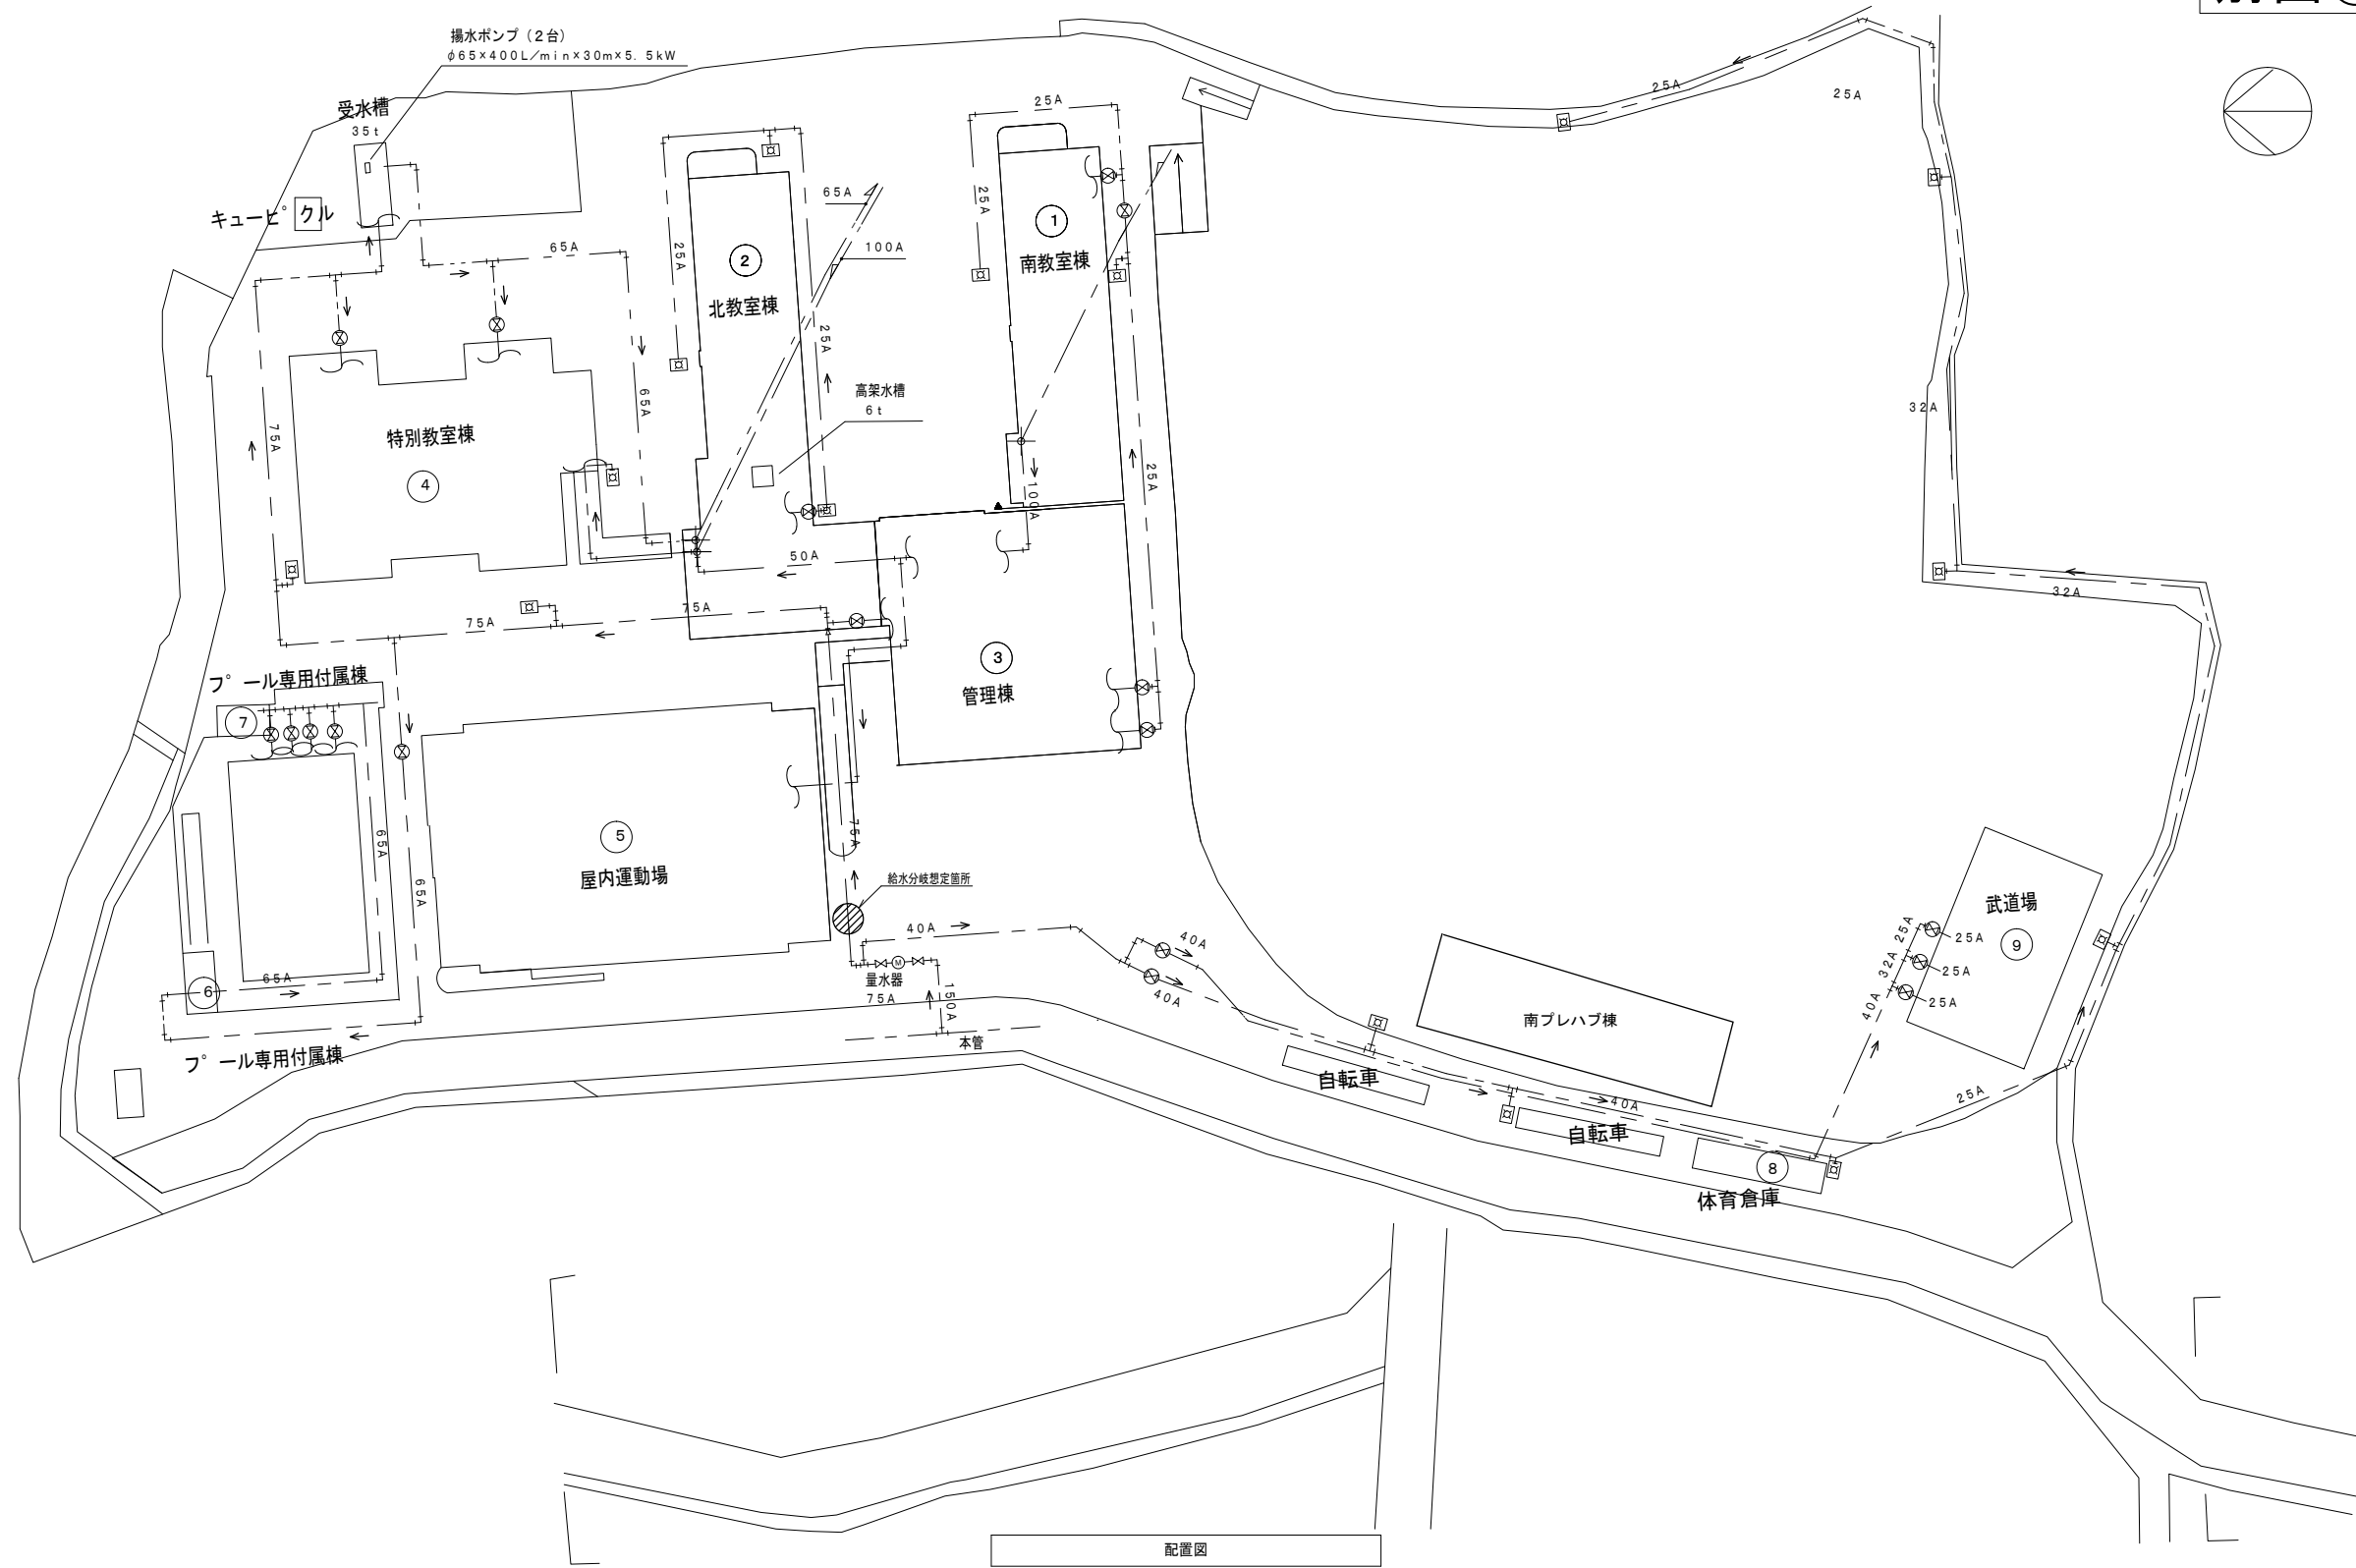 揚水ポンプ（2台）
φ65×400L／min×30m×5.5kW
受水槽
35t
キュービクル
65A
65A
100A
25A
25A
25A
25A
①
南教室棟
②
北教室棟
25A
25A
65A
75A
特別教室棟
④
高架水槽
6t
100A
25A
32A
32A
50A
75A
75A
③
管理棟
プール専用付属棟
⑦
65A
65A
⑤
屋内運動場
75A
給水分岐想定箇所
40A
40A
40A
量水器
75A
M
150A
本管
65A
⑥
プール専用付属棟
南プレハブ棟
自転車
自転車
40A
⑧
体育倉庫
武道場
⑨
25A
32A
40A
25A
25A
25A
25A
配置図